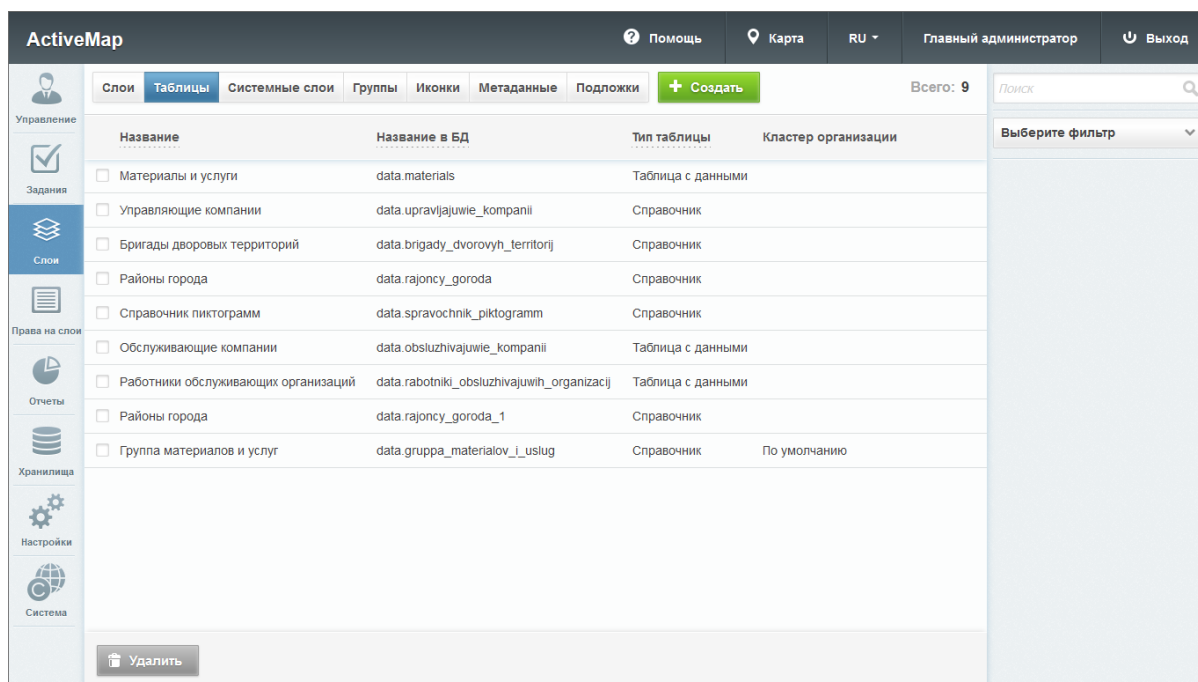 ActiveMap
Помощь
Карта
RU
Главный администратор
Выход
Управление
Задания
Слои
Права на слои
Отчеты
Хранилища
Настройки
Система
Слои Таблицы Системные слои Группы Иконки Метаданные Подложки + Создать Всего: 9
Название Название в БД Тип таблицы Кластер организации
Материалы и услуги data.materials Таблица с данными
Управляющие компании data.upravljajuwie_kompanii Справочник
Бригады дворовых территорий data.brigady_dvorovyh_territorij Справочник
Районы города data.rajoncy_goroda Справочник
Справочник пиктограмм data.spravochnik_piktogramm Справочник
Обслуживающие компании data.obsluzhivajuwie_kompanii Таблица с данными
Работники обслуживающих организаций data.rabotniki_obsluzhivajuwih_organizacij Таблица с данными
Районы города data.rajoncy_goroda_1 Справочник
Группа материалов и услуг data.gruppa_materialov_i_uslug Справочник По умолчанию
Удалить
Поиск
Выберите фильтр